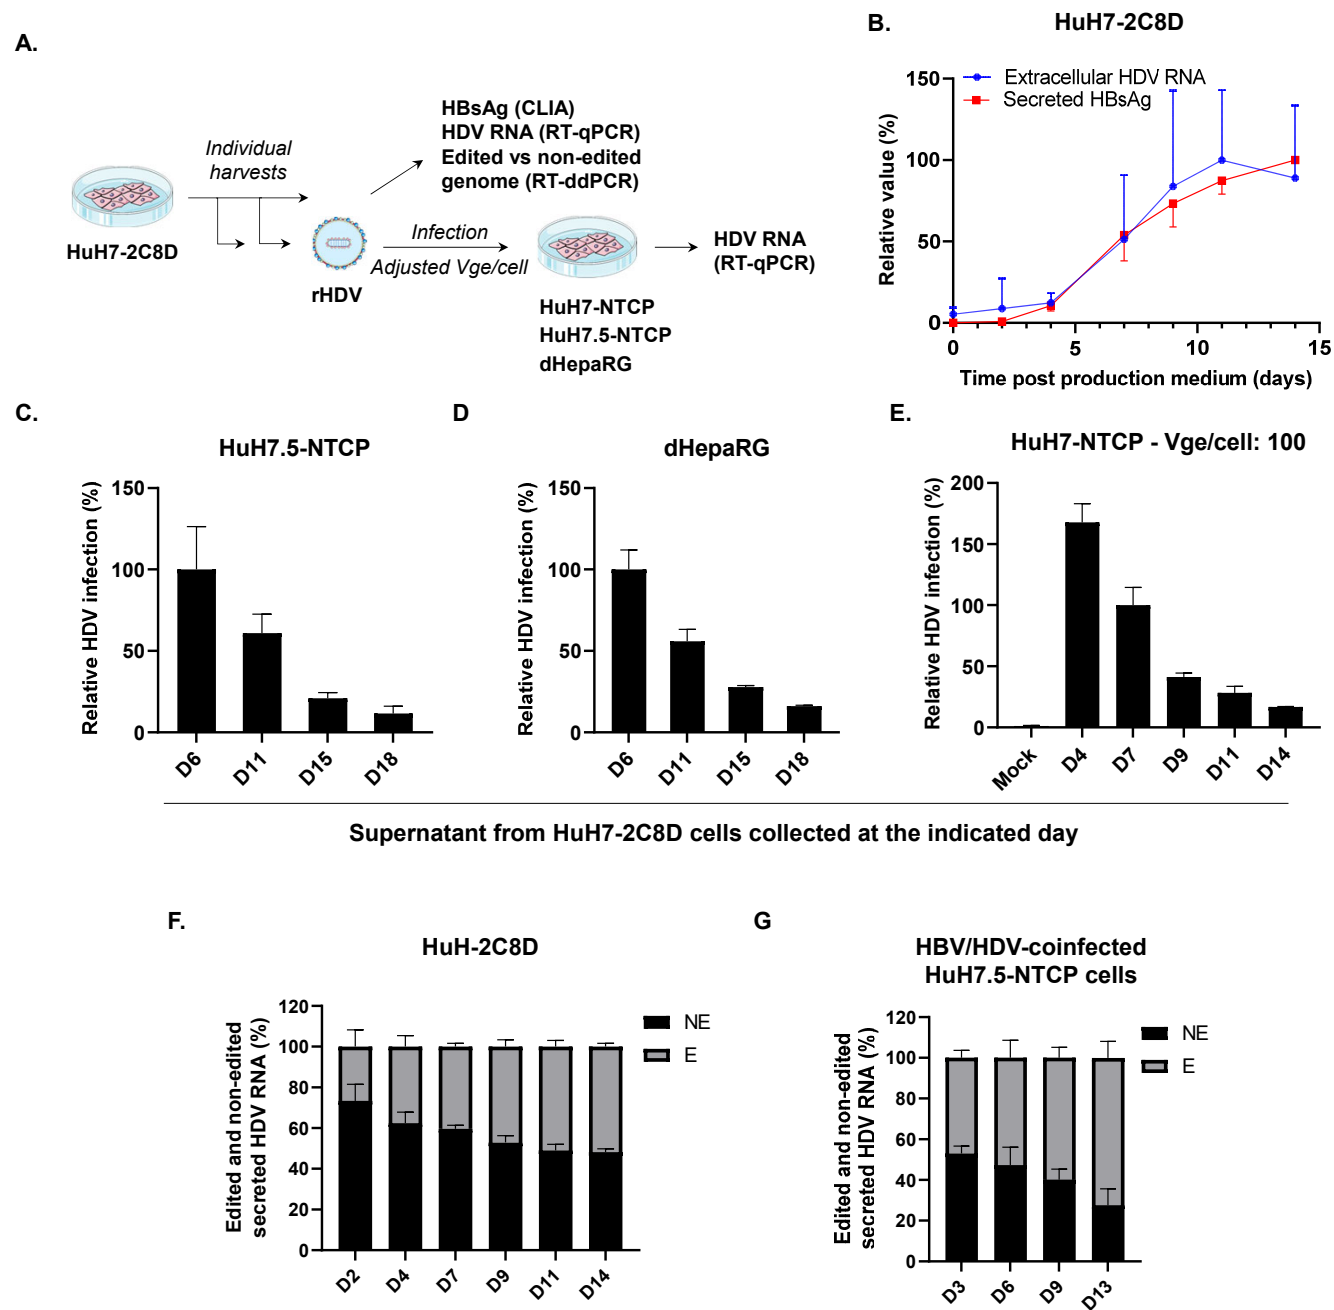 A.
HuH7-2C8D
Individual
harvests
rHDV
HBsAg (CLIA)
HDV RNA (RT-qPCR)
Edited vs non-edited
genome (RT-ddPCR)
Infection
Adjusted Vge/cell
HuH7-NTCP
HuH7.5-NTCP
dHepaRG
HDV RNA
(RT-qPCR)
B.
HuH7-2C8D
Extracellular HDV RNA
Secreted HBsAg
Relative value (%)
150
100
50
0
0
5
10
15
Time post production medium (days)
C.
HuH7.5-NTCP
Relative HDV infection (%)
150
100
50
0
D6
D11
D15
D18
D
dHepaRG
Relative HDV infection (%)
150
100
50
0
D6
D11
D15
D18
E.
HuH7-NTCP - Vge/cell: 100
Relative HDV infection (%)
200
150
100
50
0
Mock
D4
D7
D9
D11
D14
Supernatant from HuH7-2C8D cells collected at the indicated day
F.
HuH-2C8D
Edited and non-edited
secreted HDV RNA (%)
120
100
80
60
40
20
0
D2
D4
D7
D9
D11
D14
NE
E
G
HBV/HDV-coinfected
HuH7.5-NTCP cells
Edited and non-edited
secreted HDV RNA (%)
120
100
80
60
40
20
0
D3
D6
D9
D13
NE
E